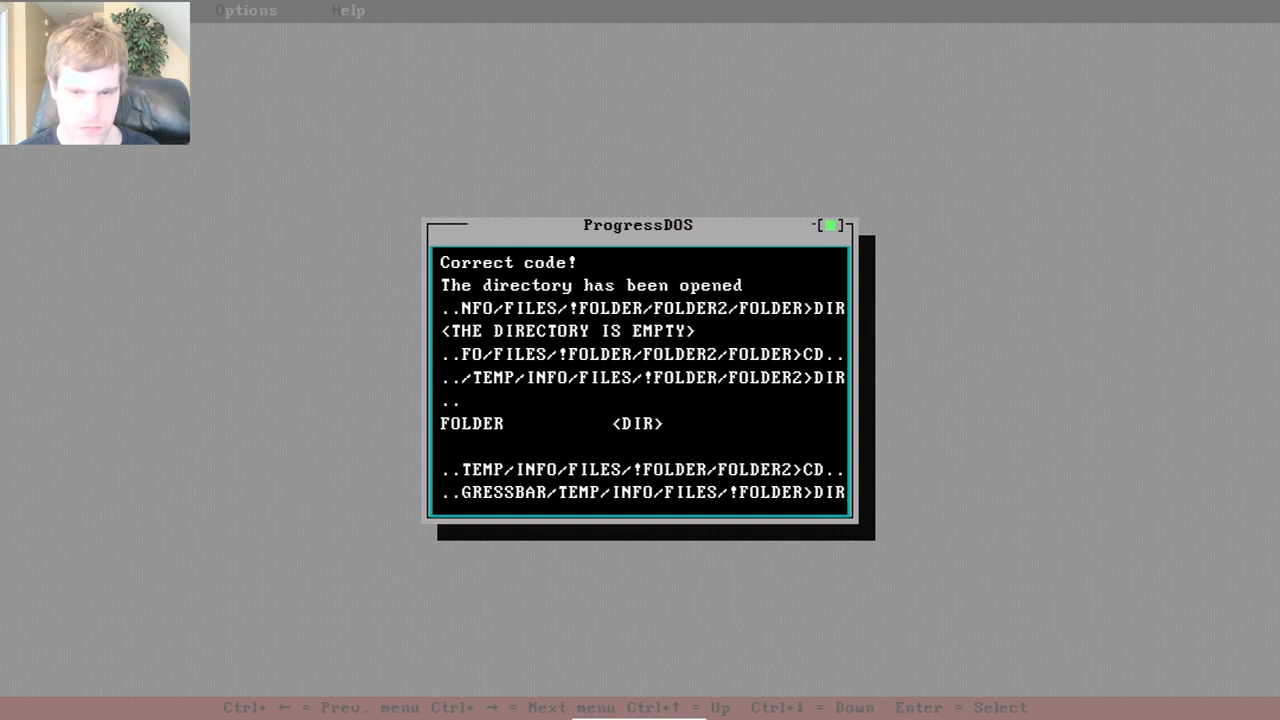 Options Help
ProgressDOS
Correct code!
The directory has been opened
..NFO/FILES/!FOLDER/FOLDER2/FOLDER>DIR
<THE DIRECTORY IS EMPTY>
..FO/FILES/!FOLDER/FOLDER2/FOLDER>CD..
../TEMP/INFO/FILES/!FOLDER/FOLDER2>DIR
..
FOLDER <DIR>
..TEMP/INFO/FILES/!FOLDER/FOLDER2>CD..
..GRESSBAR/TEMP/INFO/FILES/!FOLDER>DIR
Ctrl+ ← = Prev. menu Ctrl+ → = Next menu Ctrl+↑ = Up Ctrl+↓ = Down Enter = Select